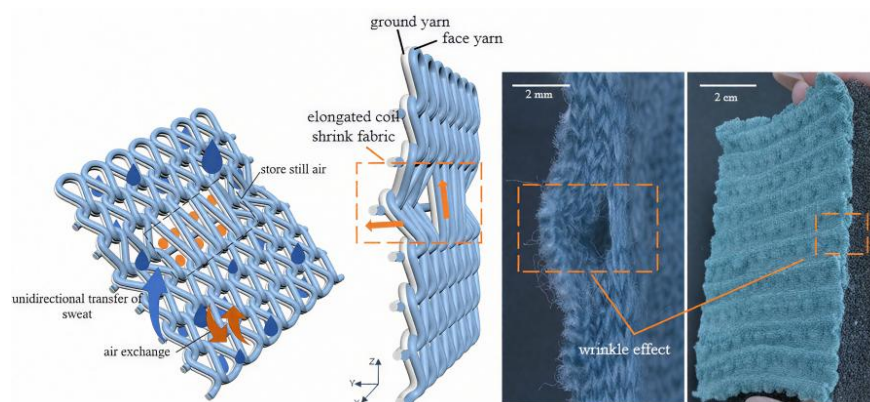 ground yarn
face yarn
elongated coil
shrink fabric
store still air
unidirectional transfer of
sweat
air exchange
Z
Y
X
2 mm
2 cm
wrinkle effect